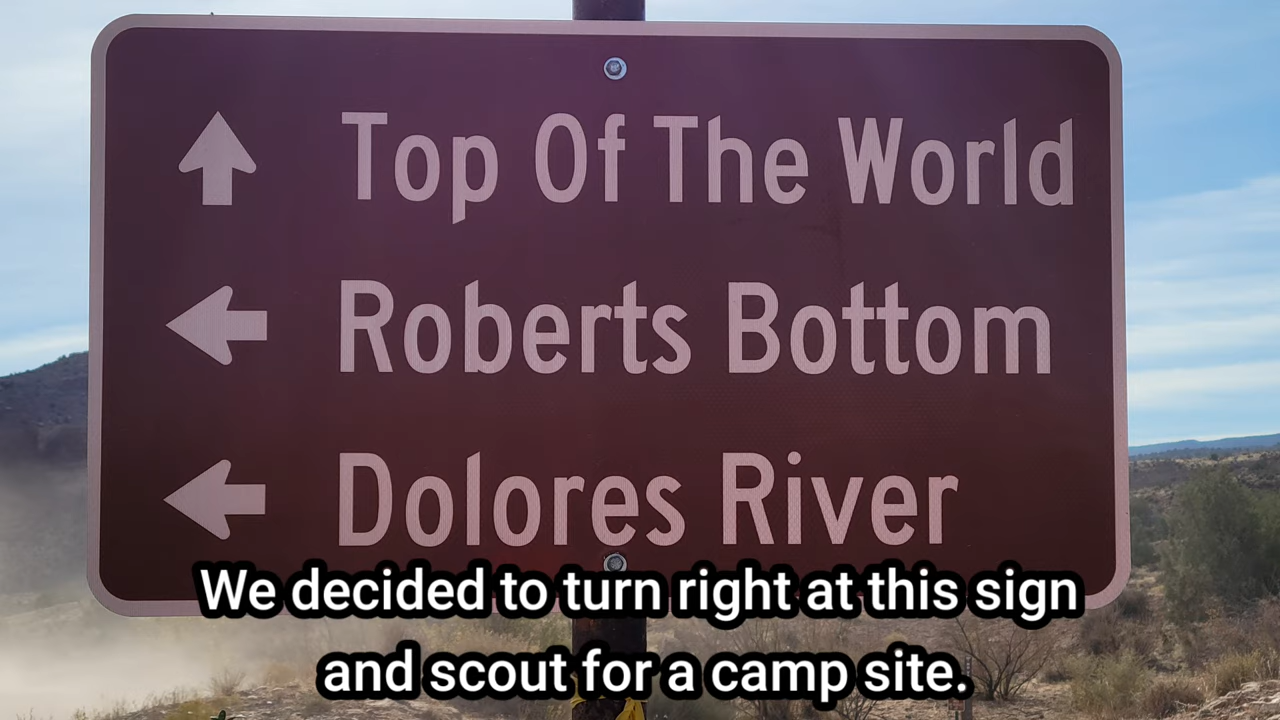 Top Of The World
Roberts Bottom
Dolores River
We decided to turn right at this sign
and scout for a camp site.